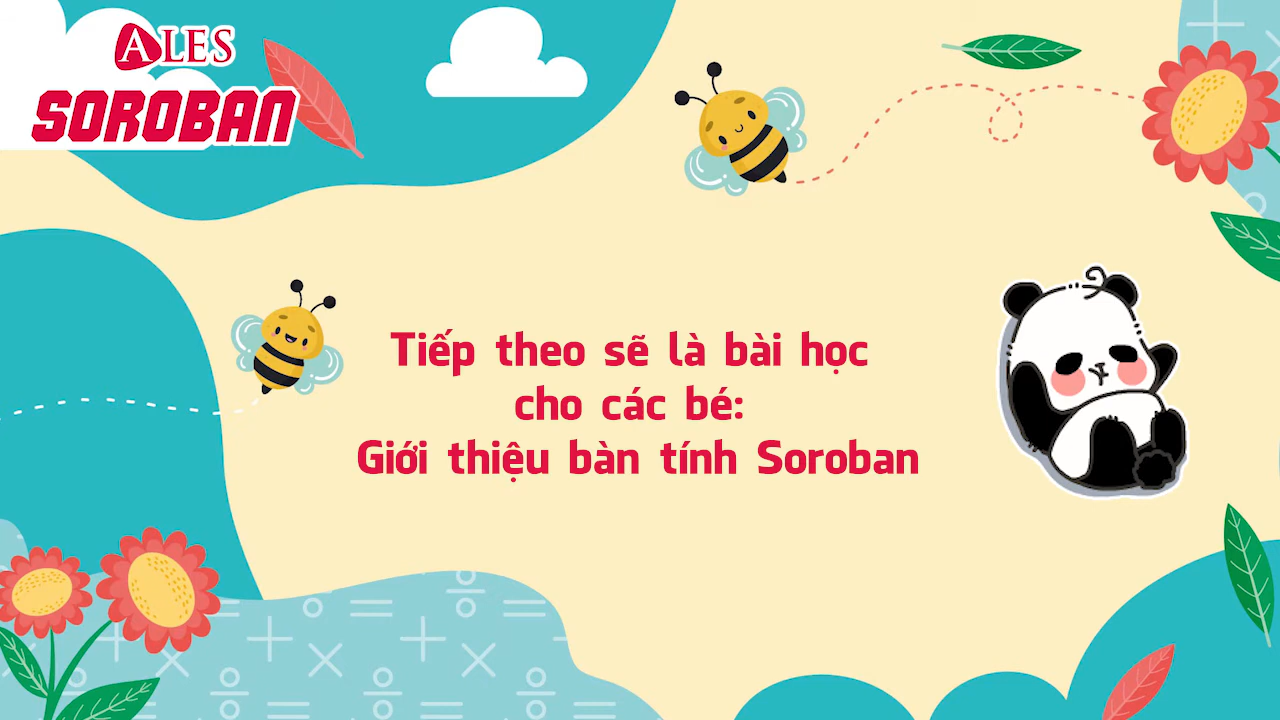 ALES
SOROBAN
Tiếp theo sẽ là bài học
cho các bé:
Giới thiệu bàn tính Soroban